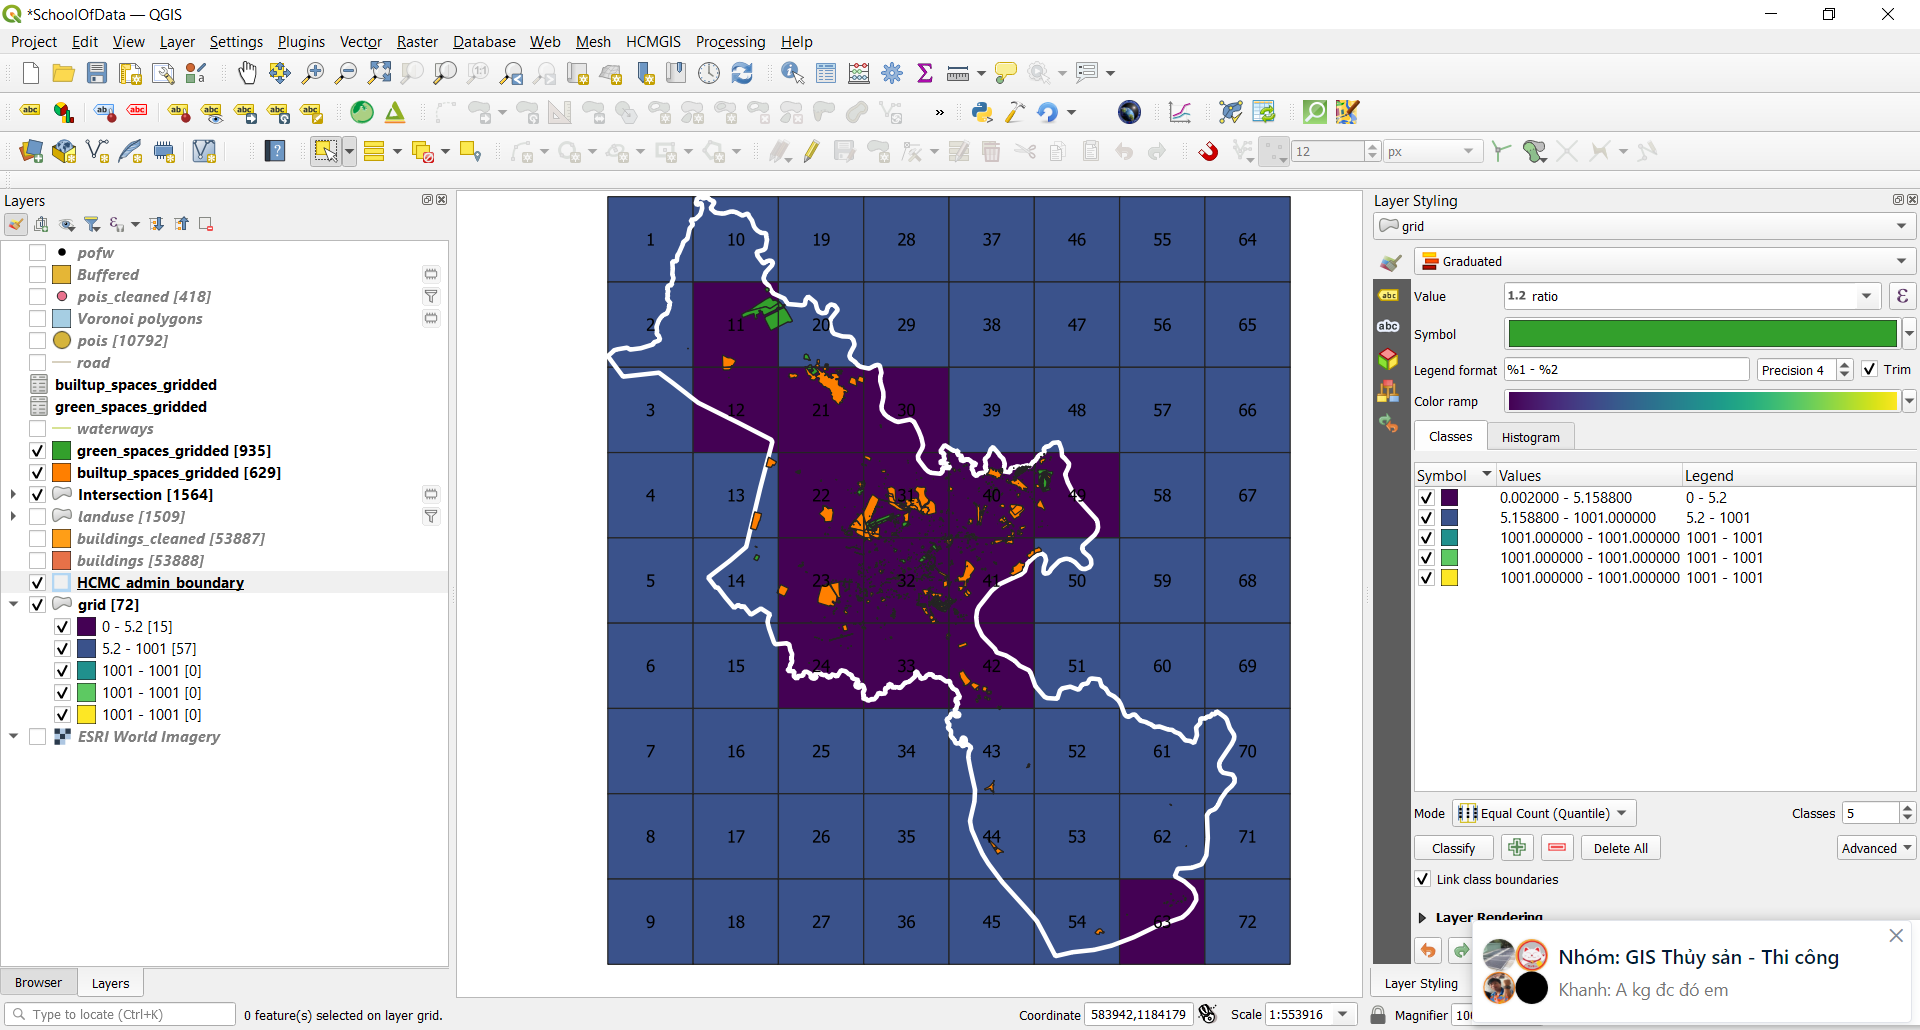 *SchoolOfData — QGIS
Project Edit View Layer Settings Plugins Vector Raster Database Web Mesh HCMGIS Processing Help
12 px
Layers
pofw
Buffered
pois_cleaned [418]
Voronoi polygons
pois [10792]
road
builtup_spaces_gridded
green_spaces_gridded
waterways
green_spaces_gridded [935]
builtup_spaces_gridded [629]
Intersection [1564]
landuse [1509]
buildings_cleaned [53887]
buildings [53888]
HCMC_admin_boundary
grid [72]
0 - 5.2 [15]
5.2 - 1001 [57]
1001 - 1001 [0]
1001 - 1001 [0]
1001 - 1001 [0]
ESRI World Imagery
Browser Layers
1 10 19 28 37 46 55 64
2 11 20 29 38 47 56 65
3 12 21 30 39 48 57 66
4 13 22 31 40 49 58 67
5 14 23 32 41 50 59 68
6 15 24 33 42 51 60 69
7 16 25 34 43 52 61 70
8 17 26 35 44 53 62 71
9 18 27 36 45 54 63 72
Layer Styling
grid
Graduated
Value 1.2 ratio ε
Symbol
Legend format %1 - %2 Precision 4 Trim
Color ramp
Classes Histogram
Symbol Values Legend
0.002000 - 5.158800 0 - 5.2
5.158800 - 1001.000000 5.2 - 1001
1001.000000 - 1001.000000 1001 - 1001
1001.000000 - 1001.000000 1001 - 1001
1001.000000 - 1001.000000 1001 - 1001
Mode Equal Count (Quantile) Classes 5
Classify Delete All Advanced
Link class boundaries
Layer Rendering
Layer Styling
Nhóm: GIS Thủy sản - Thi công
Khanh: A kg đc đó em
Type to locate (Ctrl+K) 0 feature(s) selected on layer grid. Coordinate 583942,1184179 Scale 1:553916 Magnifier